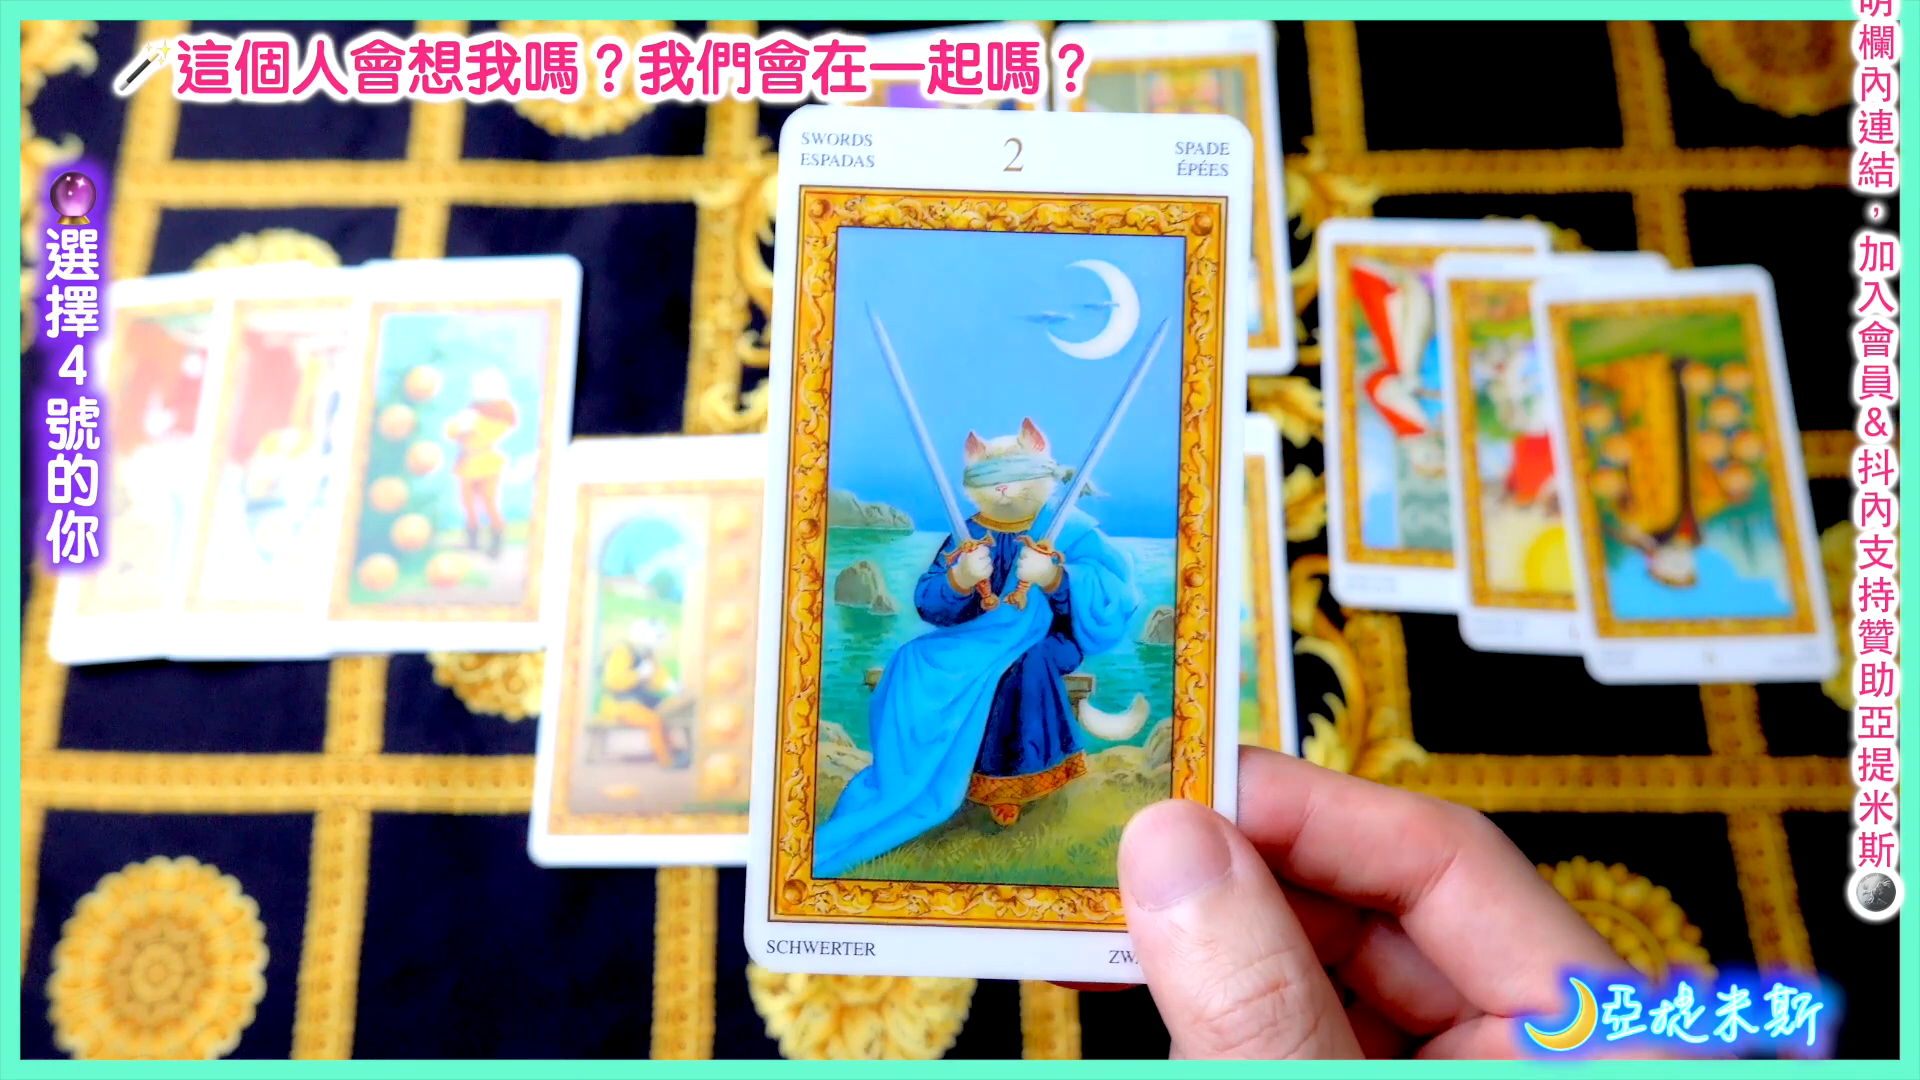 這個人會想我嗎？我們會在一起嗎？
選擇4號的你
明欄內連結，加入會員&抖內支持贊助亞提米斯
SWORDS
ESPADAS
2
SPADE
ÉPÉES
SCHWERTER
亞提米斯